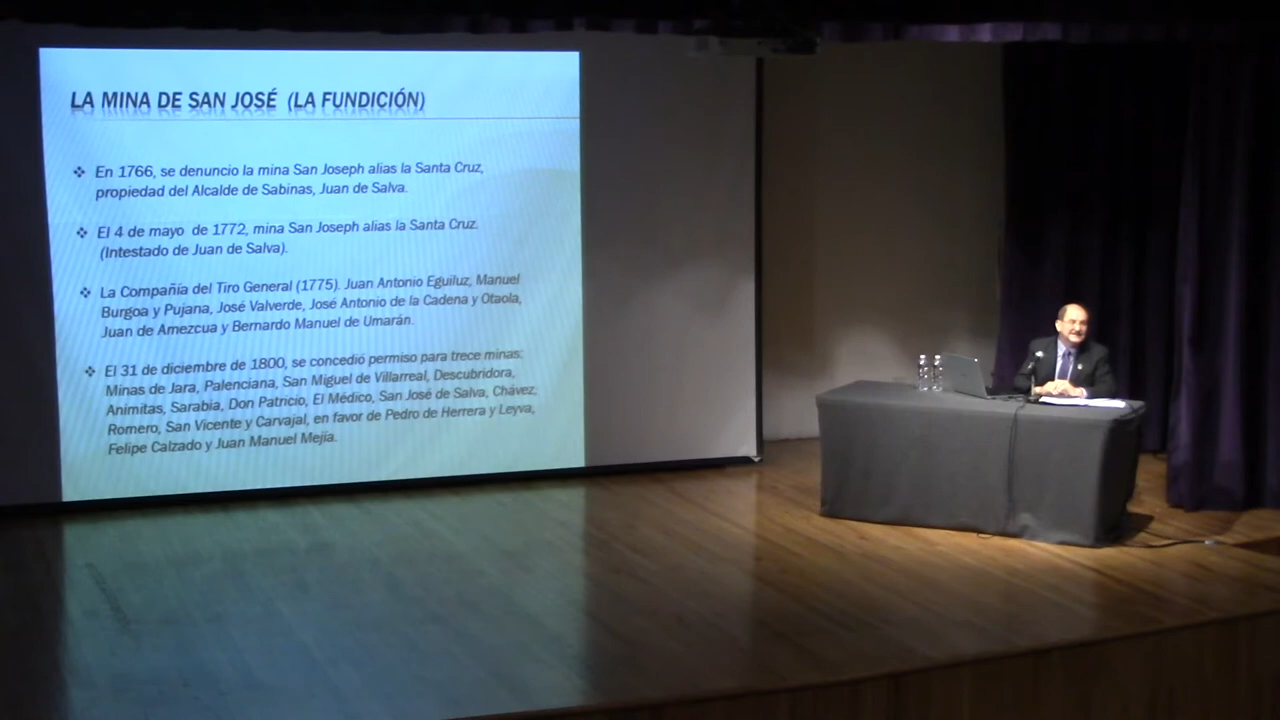 LA MINA DE SAN JOSÉ (LA FUNDICIÓN)
En 1766, se denuncio la mina San Joseph alias la Santa Cruz,
propiedad del Alcalde de Sabinas, Juan de Salva.
El 4 de mayo de 1772, mina San Joseph alias la Santa Cruz.
(Intestado de Juan de Salva).
La Compañía del Tiro General (1775). Juan Antonio Eguiluz, Manuel
Burgoa y Pujana, José Valverde, José Antonio de la Cadena y Otaola,
Juan de Amezcua y Bernardo Manuel de Umarán.
El 31 de diciembre de 1800, se concedió permiso para trece minas:
Minas de Jara, Palenciana, San Miguel de Villarreal, Descubridora,
Animitas, Sarabia, Don Patricio, El Médico, San José de Salva, Chávez,
Romero, San Vicente y Carvajal, en favor de Pedro de Herrera y Leyva,
Felipe Calzado y Juan Manuel Mejía.